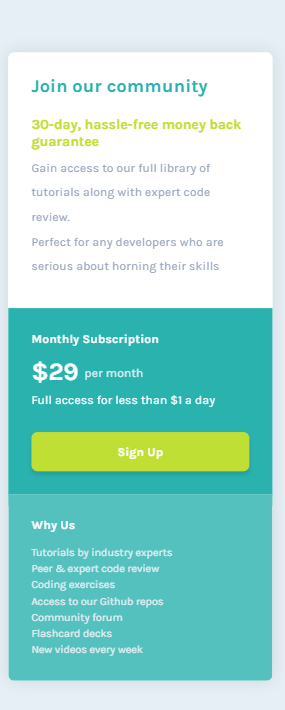 Join our community
30-day, hassle-free money back
guarantee
Gain access to our full library of
tutorials along with expert code
review.
Perfect for any developers who are
serious about horning their skills
Monthly Subscription
$29 per month
Full access for less than $1 a day
Sign Up
Why Us
Tutorials by industry experts
Peer & expert code review
Coding exercises
Access to our Github repos
Community forum
Flashcard decks
New videos every week